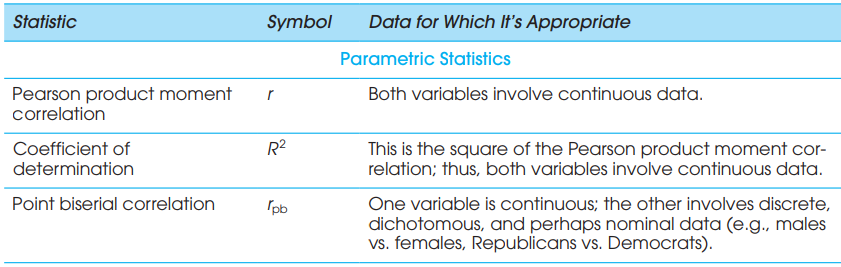 Statistic Symbol Data for Which It's Appropriate
Parametric Statistics
Pearson product moment r Both variables involve continuous data.
correlation
Coefficient of R² This is the square of the Pearson product moment cor-
determination relation; thus, both variables involve continuous data.
Point biserial correlation rpb One variable is continuous; the other involves discrete,
dichotomous, and perhaps nominal data (e.g., males
vs. females, Republicans vs. Democrats).